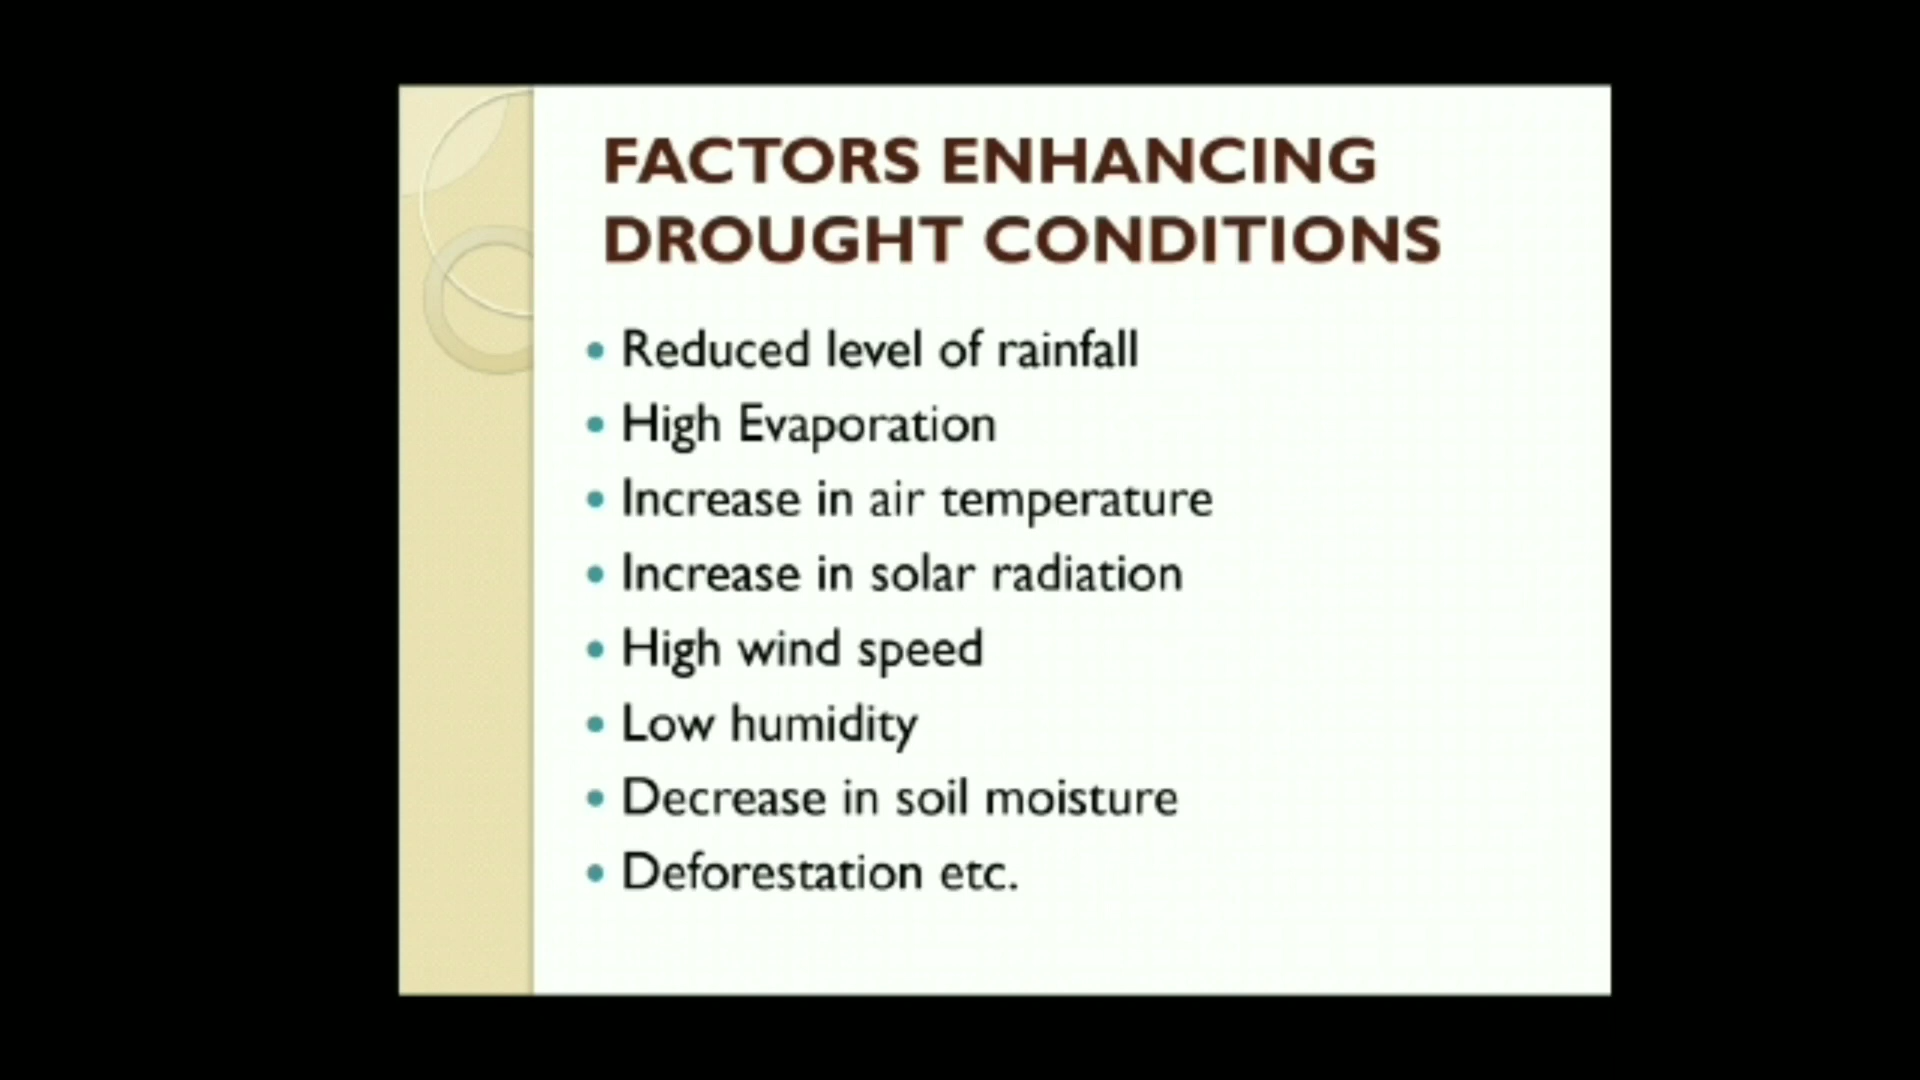 FACTORS ENHANCING
DROUGHT CONDITIONS
• Reduced level of rainfall
• High Evaporation
• Increase in air temperature
• Increase in solar radiation
• High wind speed
• Low humidity
• Decrease in soil moisture
• Deforestation etc.